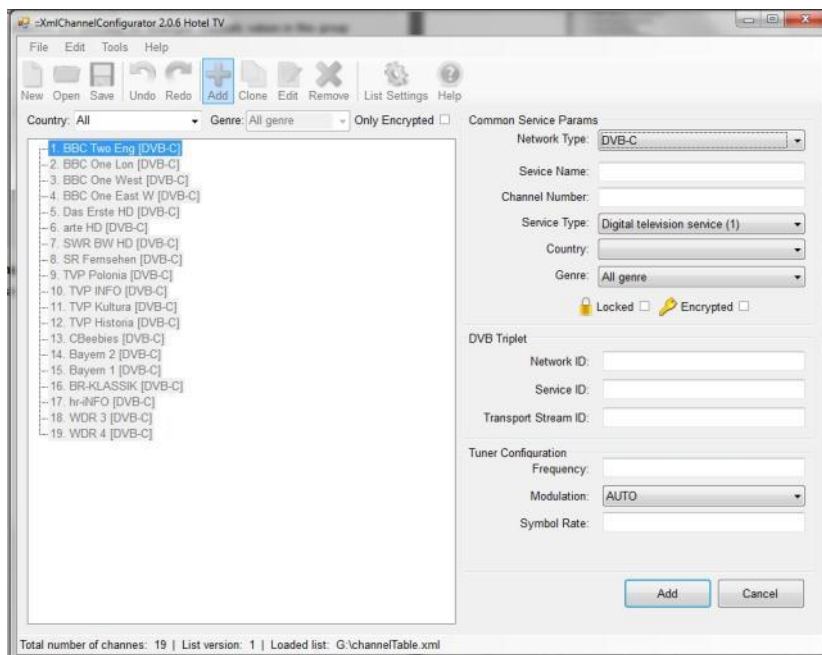 ::XmlChannelConfigurator 2.0.6 Hotel TV
File Edit Tools Help
New Open Save Undo Redo Add Clone Edit Remove List Settings Help
Country: All Genre: All genre Only Encrypted
1. BBC Two Eng [DVB-C]
2. BBC One Lon [DVB-C]
3. BBC One West [DVB-C]
4. BBC One East W [DVB-C]
5. Das Erste HD [DVB-C]
6. arte HD [DVB-C]
7. SWR BW HD [DVB-C]
8. SR Fernsehen [DVB-C]
9. TVP Polonia [DVB-C]
10. TVP INFO [DVB-C]
11. TVP Kultura [DVB-C]
12. TVP Historia [DVB-C]
13. CBeebies [DVB-C]
14. Bayern 2 [DVB-C]
15. Bayern 1 [DVB-C]
16. BR-KLASSIK [DVB-C]
17. hr-iNFO [DVB-C]
18. WDR 3 [DVB-C]
19. WDR 4 [DVB-C]
Common Service Params
Network Type: DVB-C
Sevice Name:
Channel Number:
Service Type: Digital television service (1)
Country:
Genre: All genre
Locked Encrypted
DVB Triplet
Network ID:
Service ID:
Transport Stream ID:
Tuner Configuration
Frequency:
Modulation: AUTO
Symbol Rate:
Add Cancel
Total number of channes: 19 | List version: 1 | Loaded list: G:\channelTable.xml